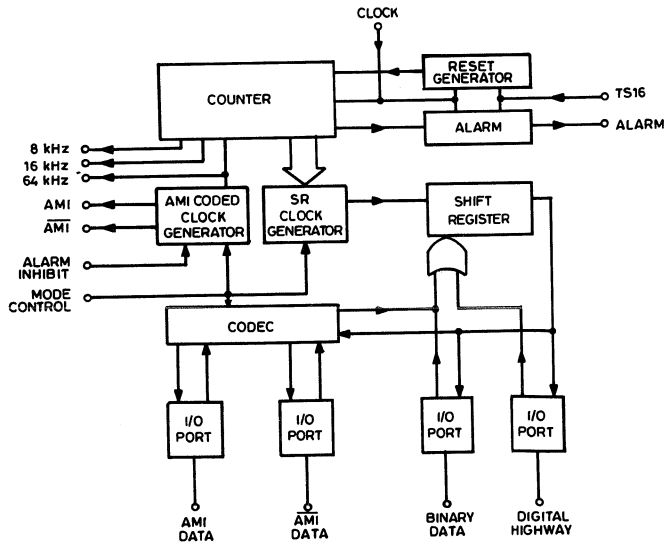 CLOCK
RESET
GENERATOR
COUNTER
TS16
ALARM
ALARM
8 kHz
16 kHz
64 kHz
AMI
A̅M̅I̅
AMI CODED
CLOCK
GENERATOR
SR
CLOCK
GENERATOR
SHIFT
REGISTER
ALARM
INHIBIT
MODE
CONTROL
CODEC
I/O
PORT
I/O
PORT
I/O
PORT
I/O
PORT
AMI
DATA
A̅M̅I̅
DATA
BINARY
DATA
DIGITAL
HIGHWAY